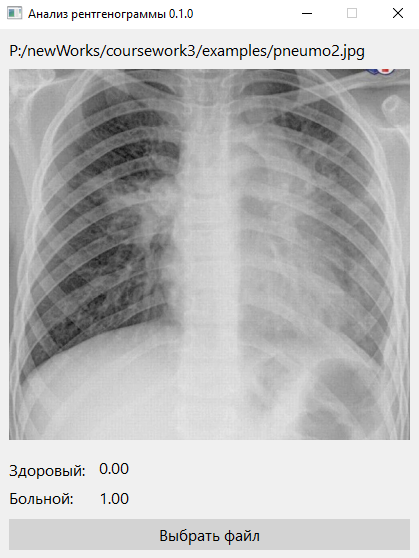 Анализ рентгенограммы 0.1.0
P:/newWorks/coursework3/examples/pneumo2.jpg
Здоровый: 0.00
Больной: 1.00
Выбрать файл